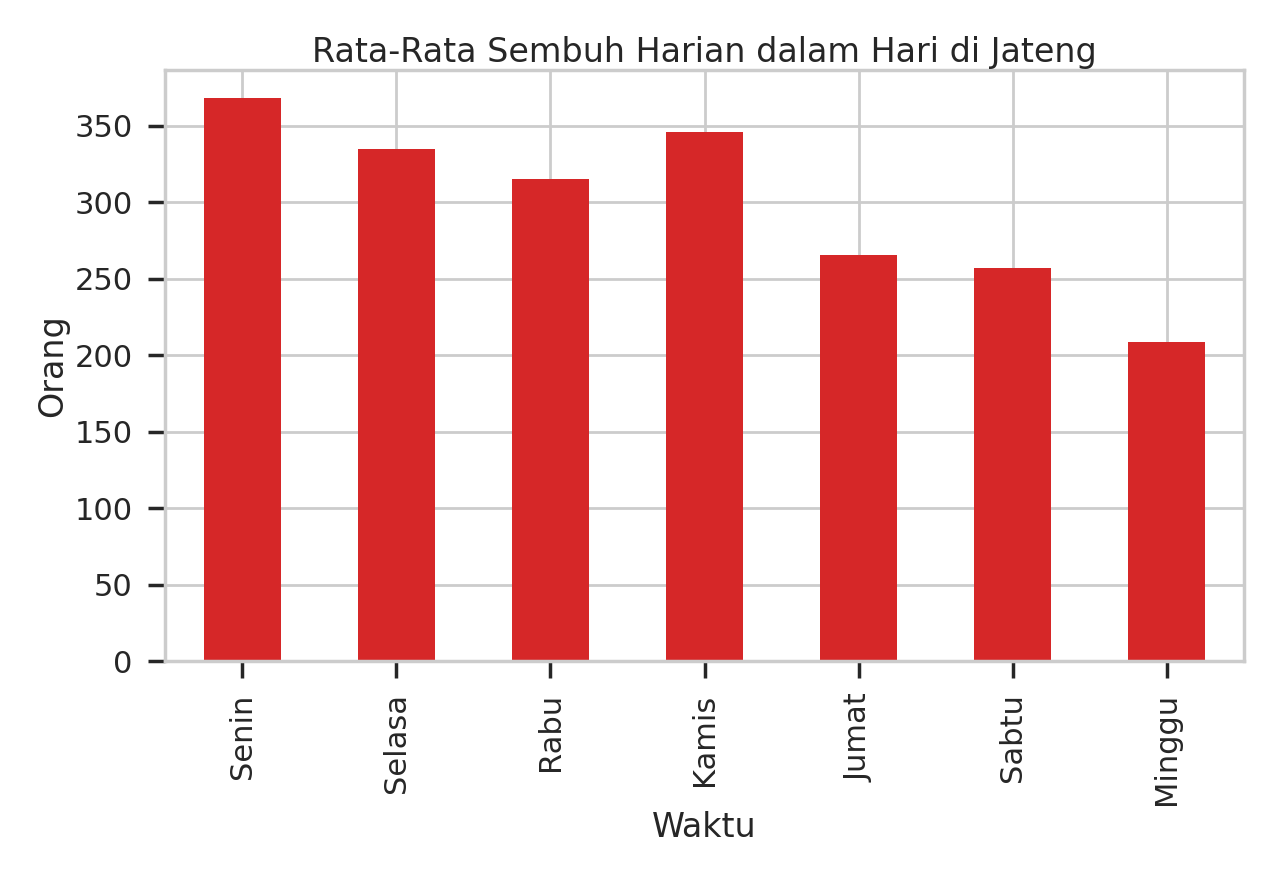 Rata-Rata Sembuh Harian dalam Hari di Jateng
Orang
350
300
250
200
150
100
50
0
Senin
Selasa
Rabu
Kamis
Jumat
Sabtu
Minggu
Waktu